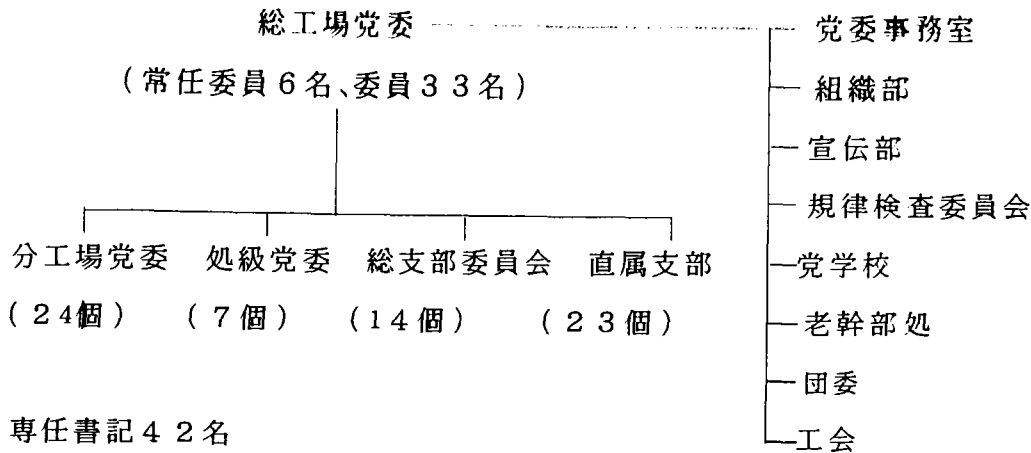 総工場党委
(常任委員6名、委員33名)
分工場党委 処級党委 総支部委員会 直属支部
(24個) (7個) (14個) (23個)
専任書記42名
党委事務室
組織部
宣伝部
規律検査委員会
党学校
老幹部処
団委
工会